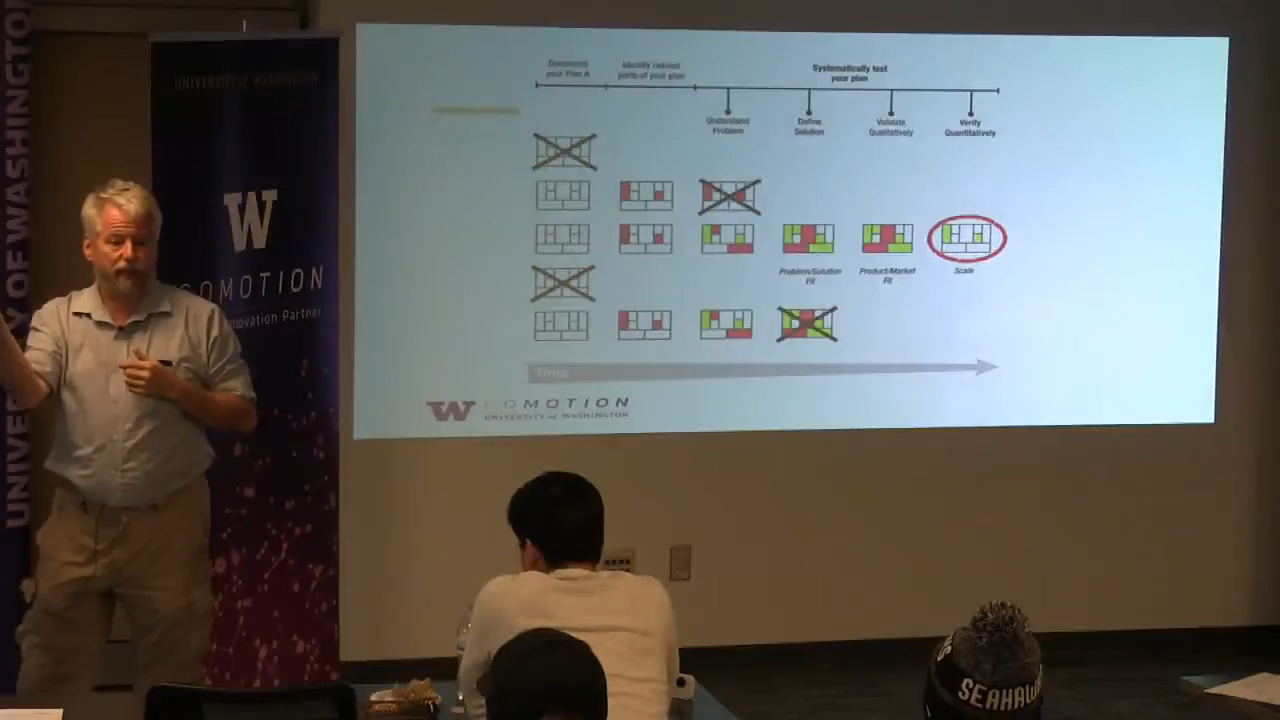 UNIVERSITY OF WASHINGTON
UNIVERSITY of WASHINGTON
W
COMOTION
Innovation Partner
Document
your Plan A
Identify riskiest
parts of your plan
Systematically test
your plan
Understand
Problem
Define
Solution
Validate
Qualitatively
Verify
Quantitatively
Problem/Solution
Fit
Product/Market
Fit
Scale
Time
W COMOTION
UNIVERSITY of WASHINGTON
SEAHAWKS